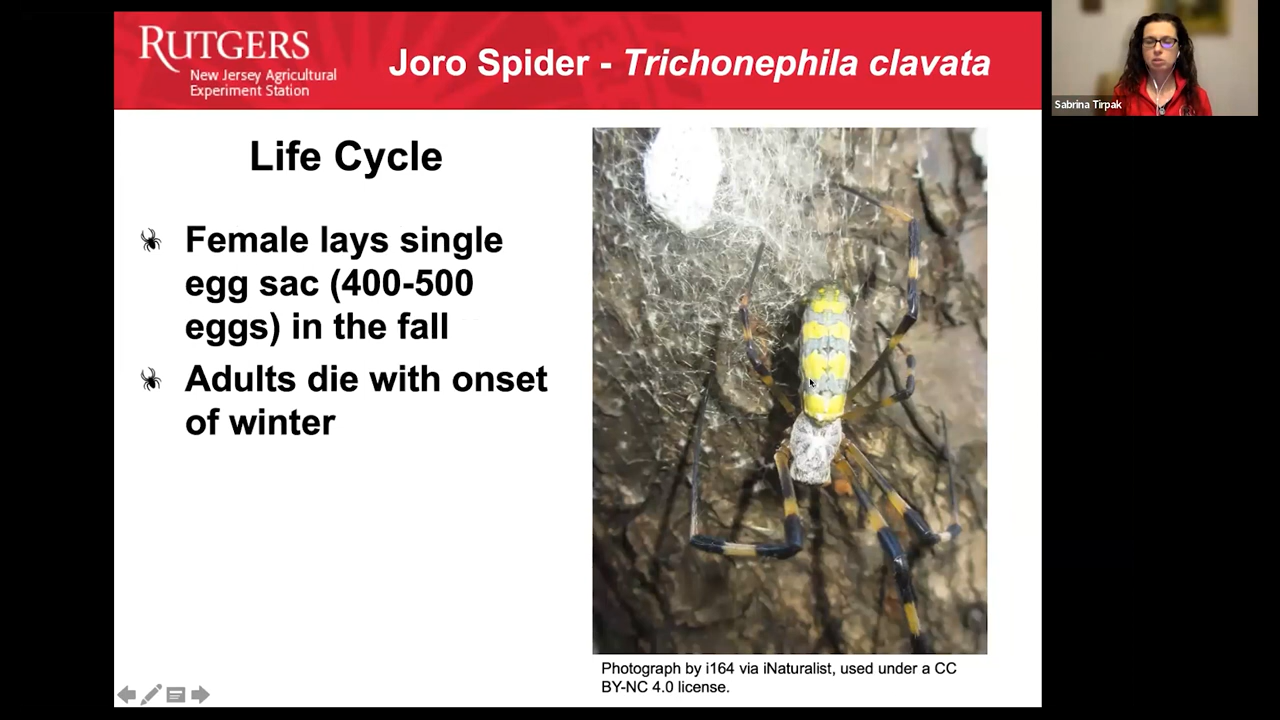 RUTGERS
New Jersey Agricultural
Experiment Station
Joro Spider - Trichonephila clavata
Sabrina Tirpak
Life Cycle
Female lays single
egg sac (400-500
eggs) in the fall
Adults die with onset
of winter
Photograph by i164 via iNaturalist, used under a CC
BY-NC 4.0 license.